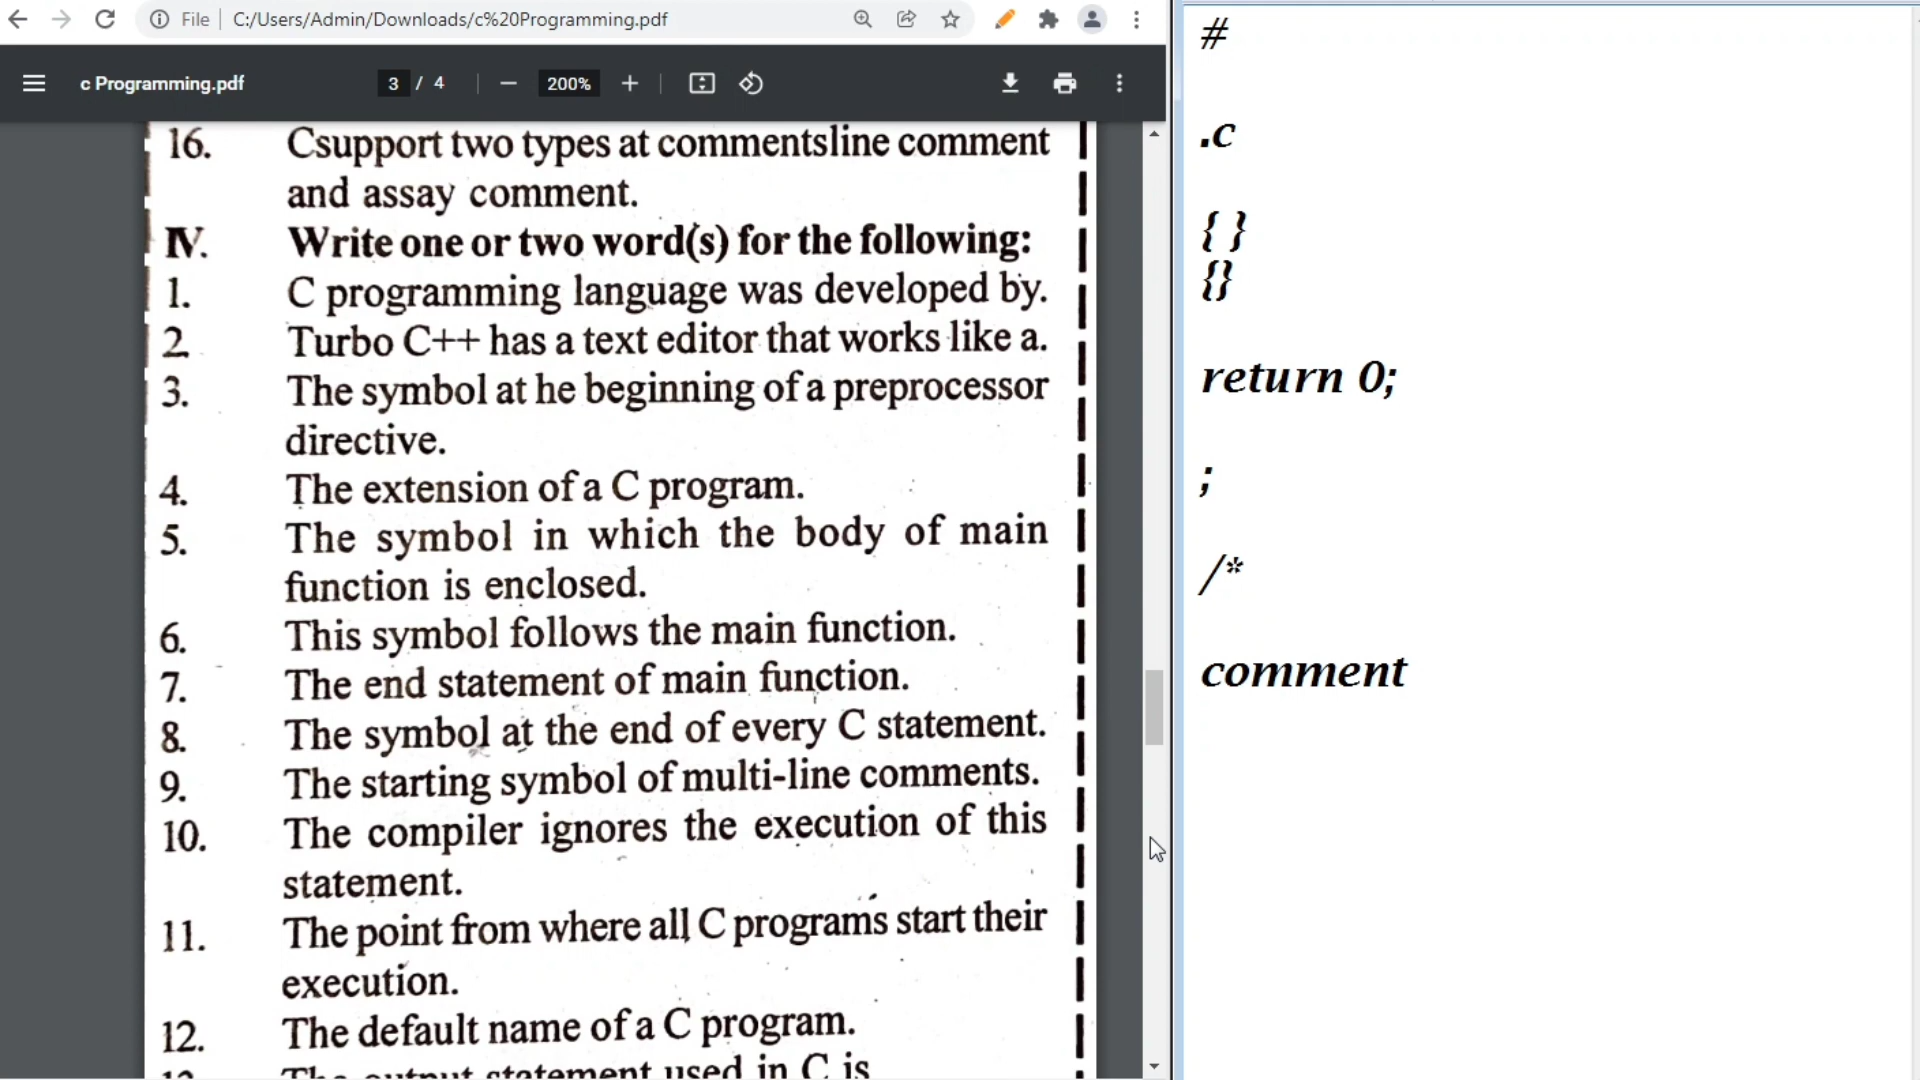 File
C:/Users/Admin/Downloads/c%20Programming.pdf
c Programming.pdf
3 / 4
200%
16. Csupport two types at commentsline comment
and assay comment.
IV. Write one or two word(s) for the following:
1. C programming language was developed by.
2. Turbo C++ has a text editor that works like a.
3. The symbol at he beginning of a preprocessor
directive.
4. The extension of a C program.
5. The symbol in which the body of main
function is enclosed.
6. This symbol follows the main function.
7. The end statement of main function.
8. The symbol at the end of every C statement.
9. The starting symbol of multi-line comments.
10. The compiler ignores the execution of this
statement.
11. The point from where all C programs start their
execution.
12. The default name of a C program.
output statement used in C is
#
.c
{ }
{}
return 0;
;
/*
comment